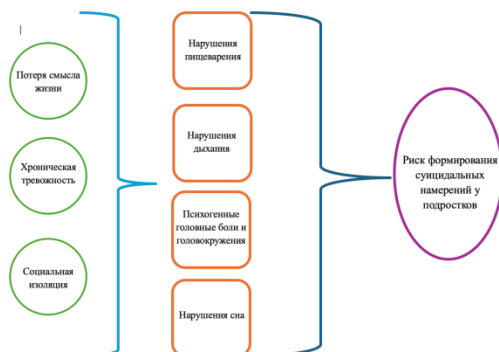 Потеря смысла
жизни
Хроническая
тревожность
Социальная
изоляция
Нарушения
пищеварения
Нарушения
дыхания
Психогенные
головные боли и
головокружения
Нарушения сна
Риск формирования
суицидальных
намерений у
подростков